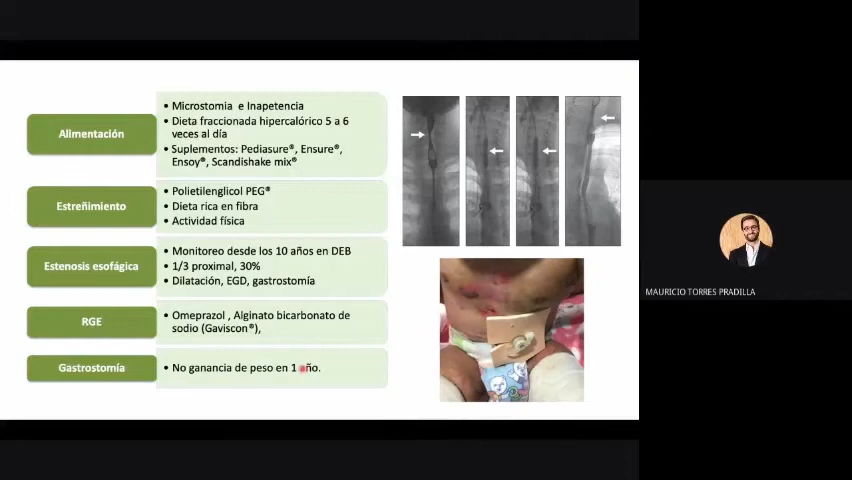 Alimentación
• Microstomia e Inapetencia
• Dieta fraccionada hipercalórico 5 a 6
veces al día
• Suplementos: Pediasure®, Ensure®,
Ensoy®, Scandishake mix®
Estreñimiento
• Polietilenglicol PEG®
• Dieta rica en fibra
• Actividad física
Estenosis esofágica
• Monitoreo desde los 10 años en DEB
• 1/3 proximal, 30%
• Dilatación, EGD, gastrostomía
RGE
• Omeprazol , Alginato bicarbonato de
sodio (Gaviscon®),
Gastrostomía
• No ganancia de peso en 1 año.
MAURICIO TORRES PRADILLA